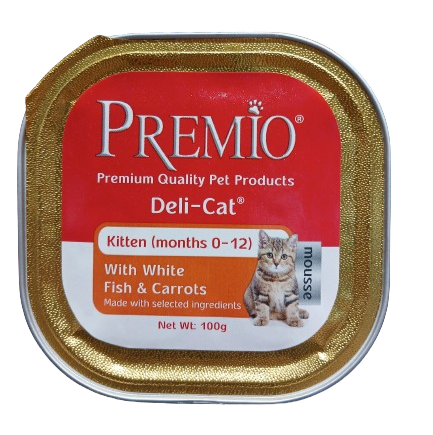 PREMIO®
Premium Quality Pet Products
Deli-Cat®
Kitten (months 0-12)
With White
Fish & Carrots
Made with selected ingredients
mousse
Net Wt: 100g